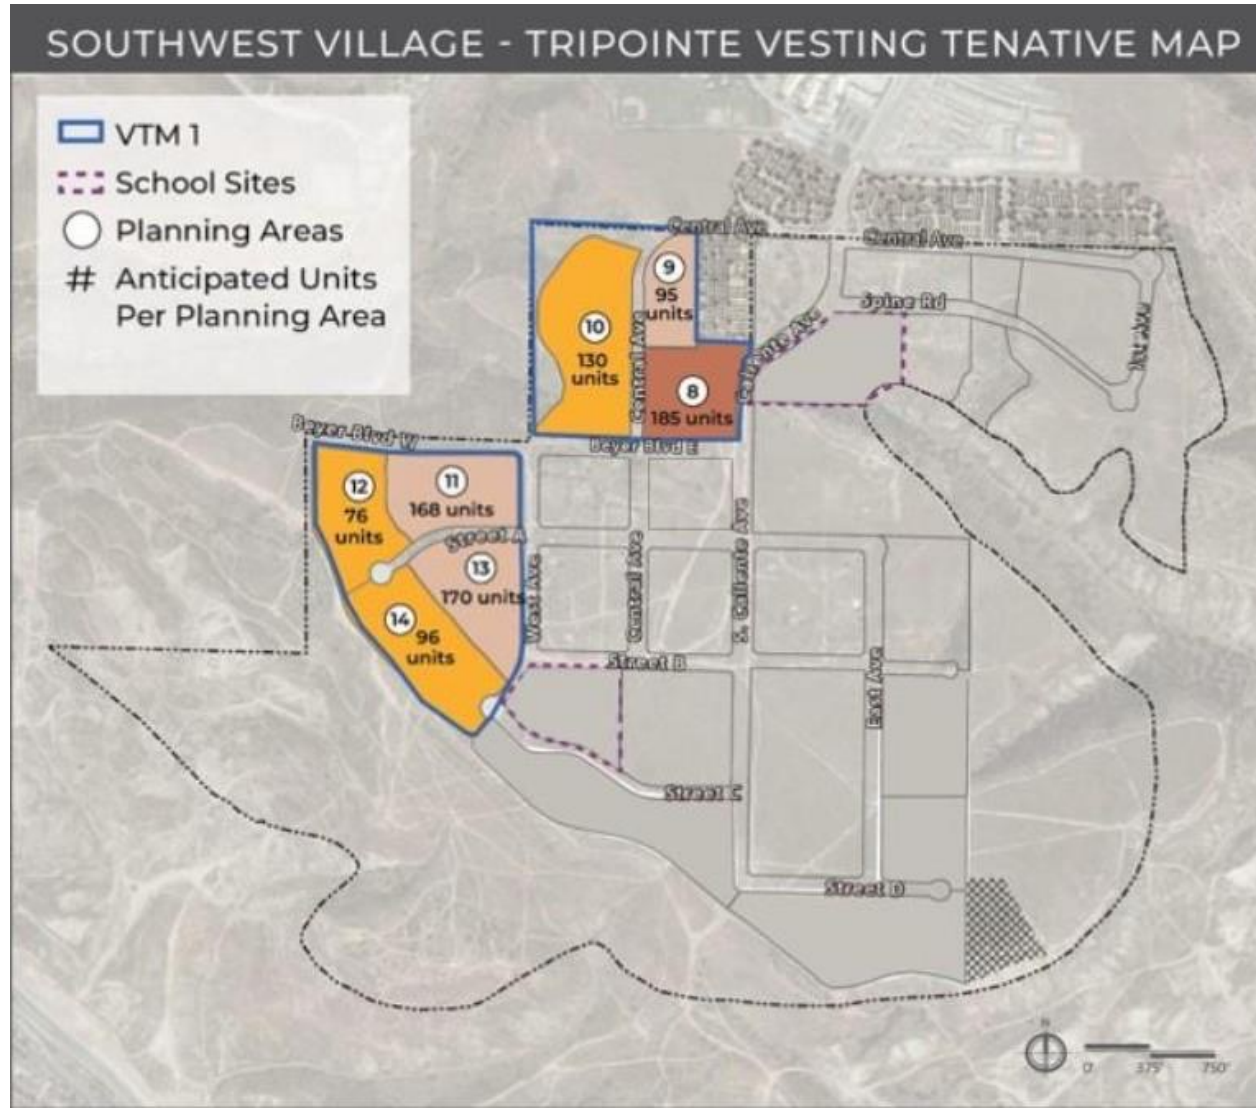 SOUTHWEST VILLAGE - TRIPOINTE VESTING TENATIVE MAP
VTM 1
School Sites
Planning Areas
# Anticipated Units
Per Planning Area
Central Ave
Central Ave
9
95
units
10
130
units
Central Ave
8
185 units
Caliente Ave
Spine Rd
Beyer Blvd W
Beyer Blvd E
12
76
units
11
168 units
Street A
13
170 units
14
96
units
West Ave
Central Ave
S. Caliente Ave
Street B
East Ave
Street C
Street D
N
0'
375'
750'